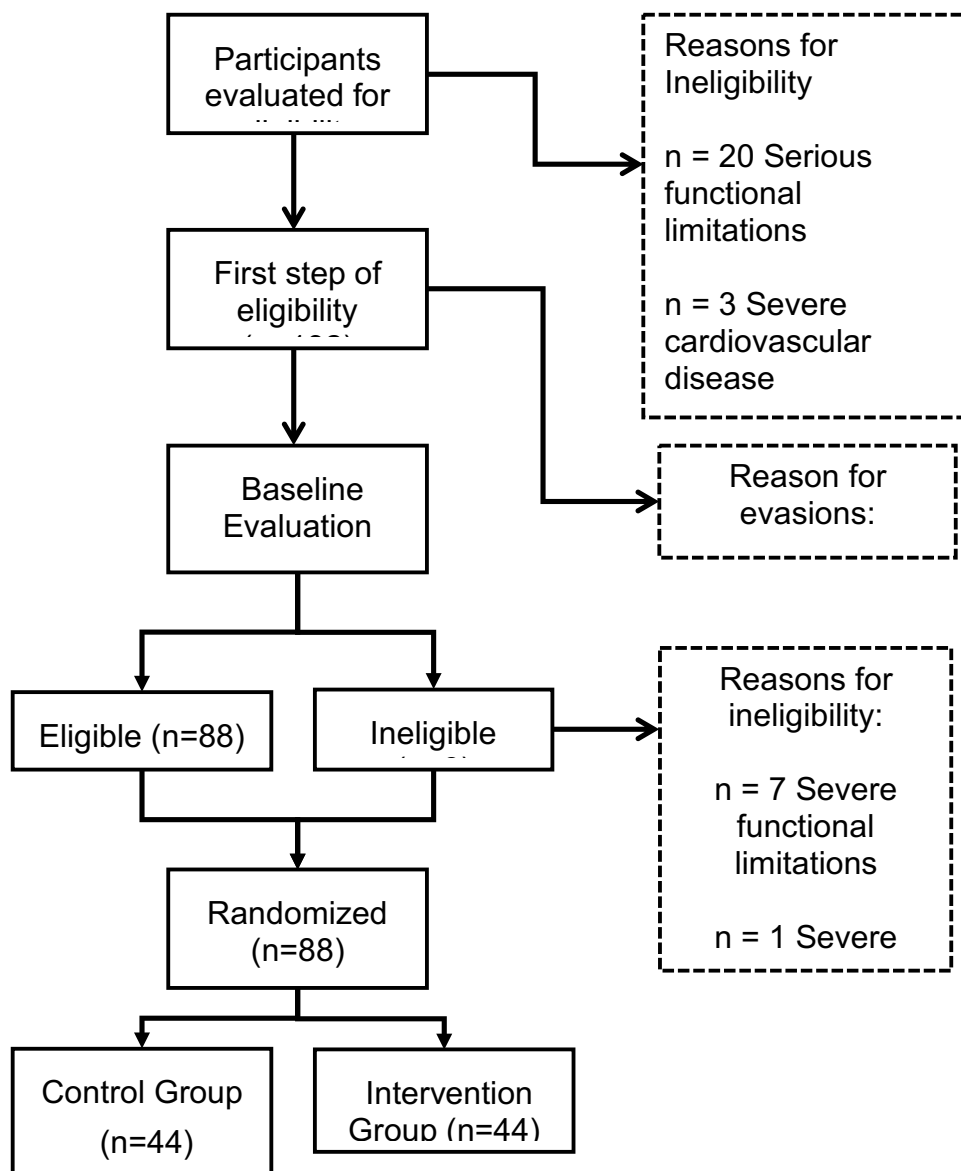 Participants
evaluated for
Reasons for
Ineligibility
n = 20 Serious
functional
limitations
n = 3 Severe
cardiovascular
disease
First step of
eligibility
Reason for
evasions:
Baseline
Evaluation
Eligible (n=88)
Ineligible
Reasons for
ineligibility:
n = 7 Severe
functional
limitations
n = 1 Severe
Randomized
(n=88)
Control Group
(n=44)
Intervention
Group (n=44)